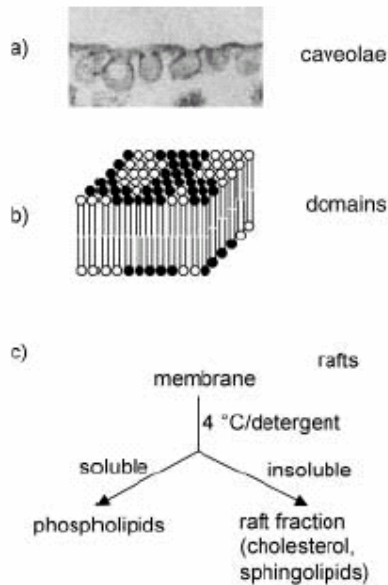 a)
caveolae
b)
domains
c)
rafts
membrane
4 °C/detergent
soluble
insoluble
phospholipids
raft fraction
(cholesterol,
sphingolipids)